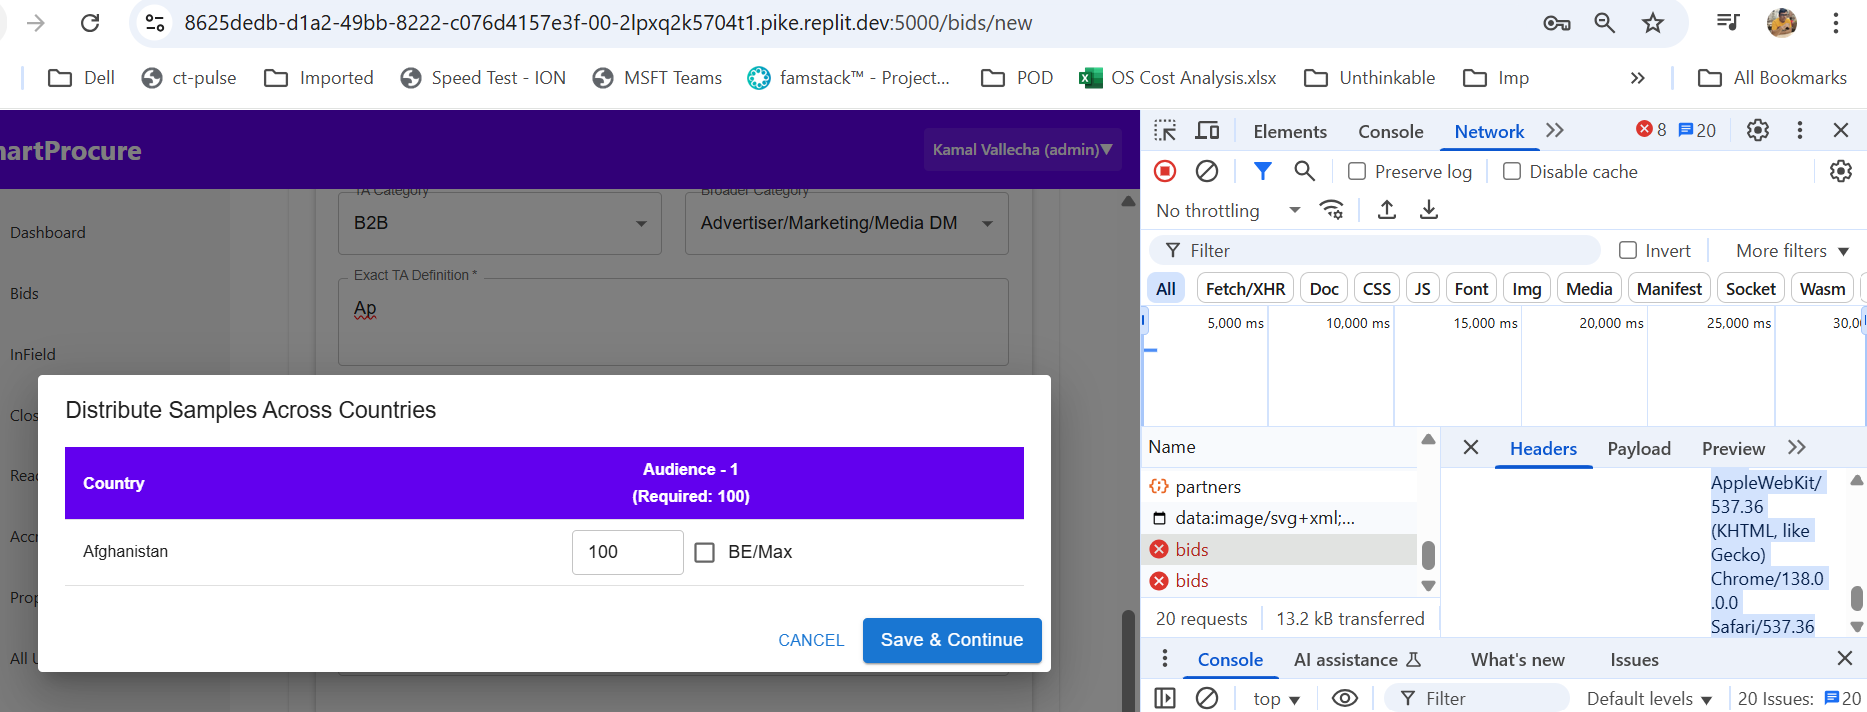 8625dedb-d1a2-49bb-8222-c076d4157e3f-00-2lpxq2k5704t1.pike.replit.dev:5000/bids/new
Dell ct-pulse Imported Speed Test - ION MSFT Teams famstack™ - Project... POD OS Cost Analysis.xlsx Unthinkable Imp » All Bookmarks
artProcure
Kamal Vallecha (admin)▼
Dashboard
Bids
InField
Clos
Rea
Accr
Prop
All U
TA Category
Broader Category
B2B
Advertiser/Marketing/Media DM
Exact TA Definition *
Ap
Distribute Samples Across Countries
Country
Audience - 1
(Required: 100)
Afghanistan 100 BE/Max
CANCEL Save & Continue
Elements Console Network » 8 20
Preserve log Disable cache
No throttling
Filter Invert More filters ▼
All Fetch/XHR Doc CSS JS Font Img Media Manifest Socket Wasm
5,000 ms 10,000 ms 15,000 ms 20,000 ms 25,000 ms 30,0
Name
partners
data:image/svg+xml;...
bids
bids
20 requests 13.2 kB transferred
Headers Payload Preview »
AppleWebKit/
537.36
(KHTML, like
Gecko)
Chrome/138.0
.0.0
Safari/537.36
Console AI assistance What's new Issues
top ▼ Filter Default levels ▼ 20 Issues: 20